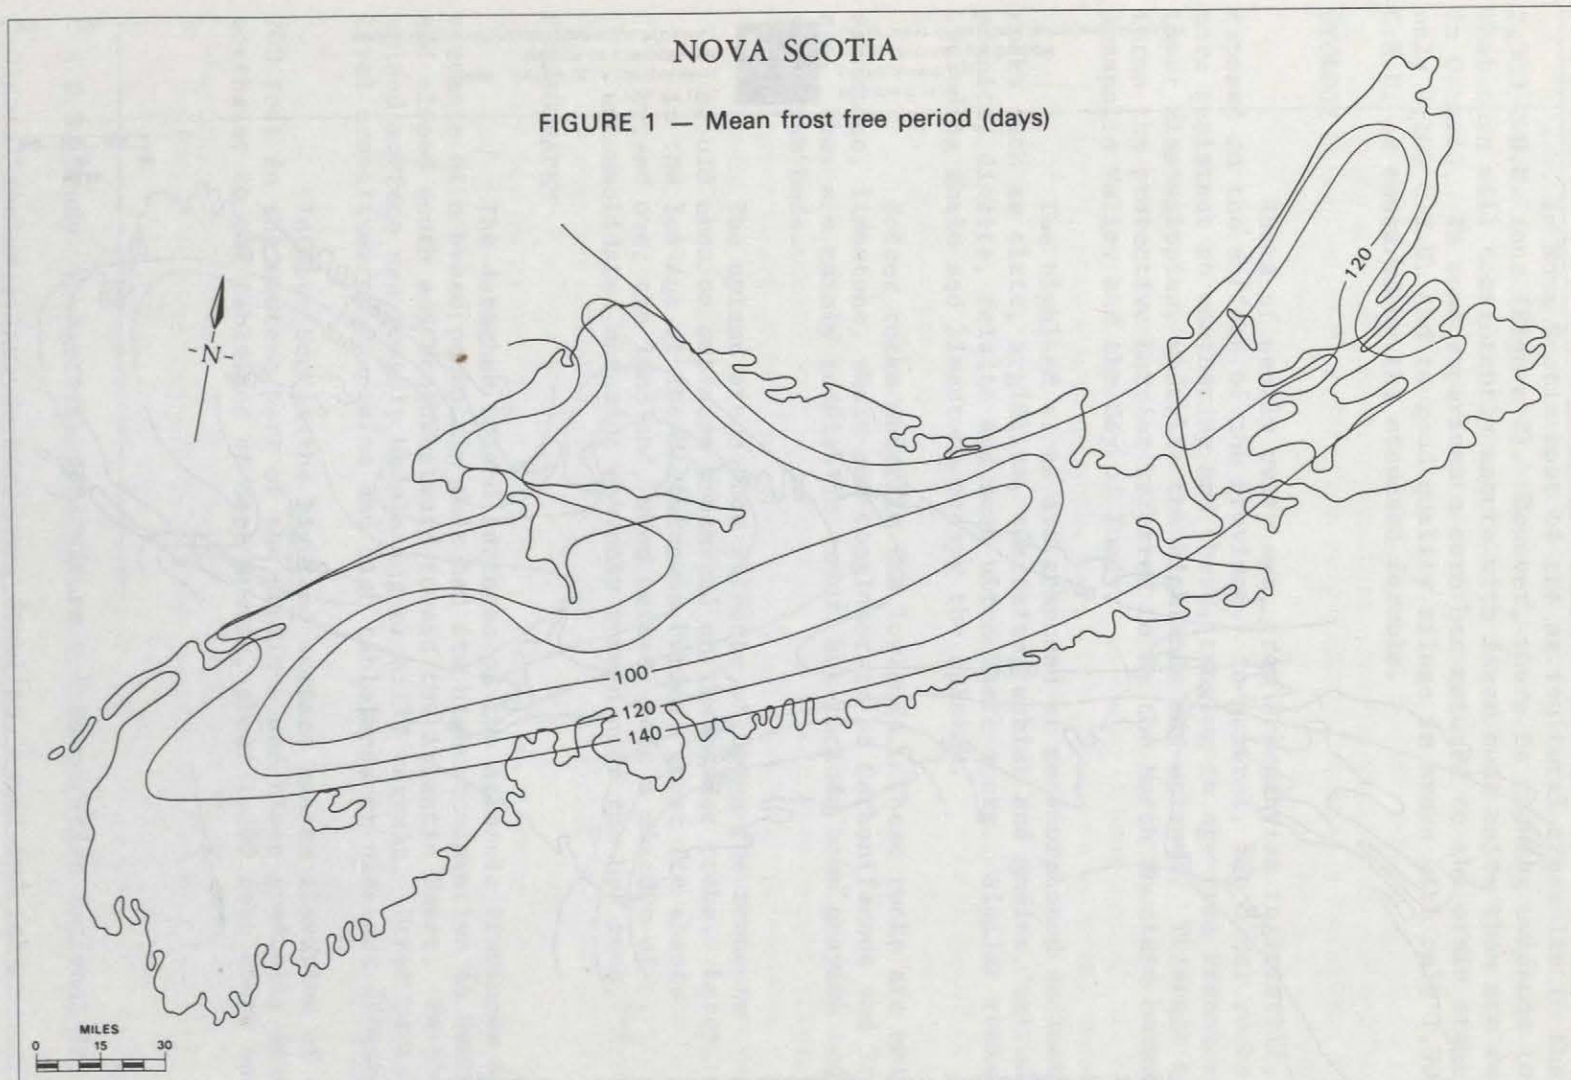 NOVA SCOTIA
FIGURE 1 — Mean frost free period (days)
120
-N-
100
120
140
MILES
0 15 30